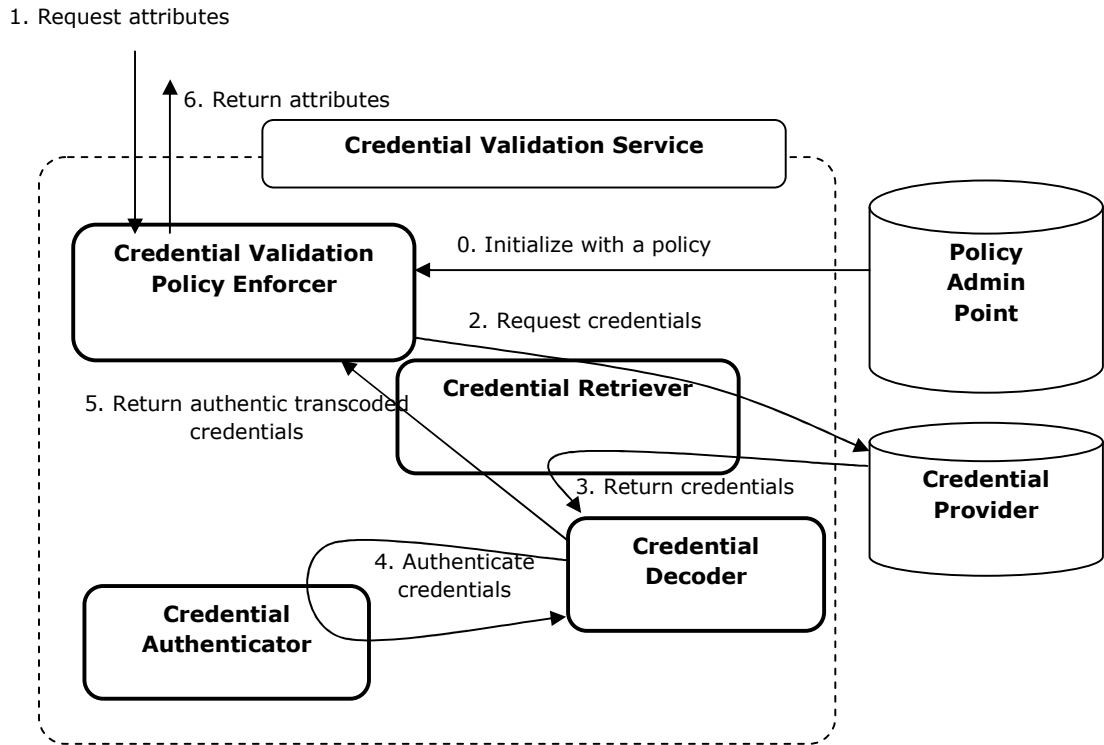 1. Request attributes
6. Return attributes
Credential Validation Service
Credential Validation
Policy Enforcer
0. Initialize with a policy
Policy
Admin
Point
2. Request credentials
Credential Retriever
5. Return authentic transcoded
credentials
3. Return credentials
Credential
Provider
Credential
Decoder
4. Authenticate
credentials
Credential
Authenticator